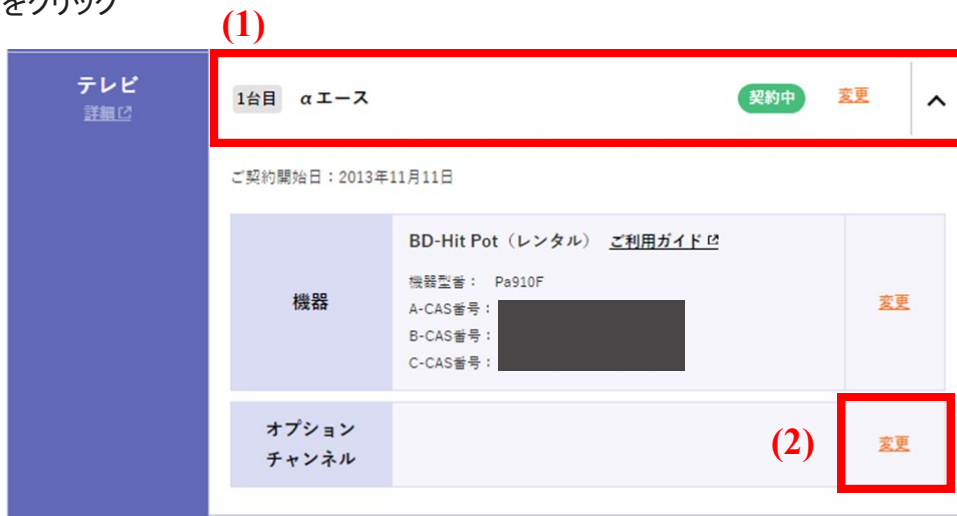 をクリック
(1)
テレビ
詳細
1台目 αエース 契約中 変更
ご契約開始日：2013年11月11日
機器
BD-Hit Pot（レンタル） ご利用ガイド
機器型番： Pa910F
A-CAS番号：
B-CAS番号：
C-CAS番号：
変更
オプション
チャンネル
(2)
変更